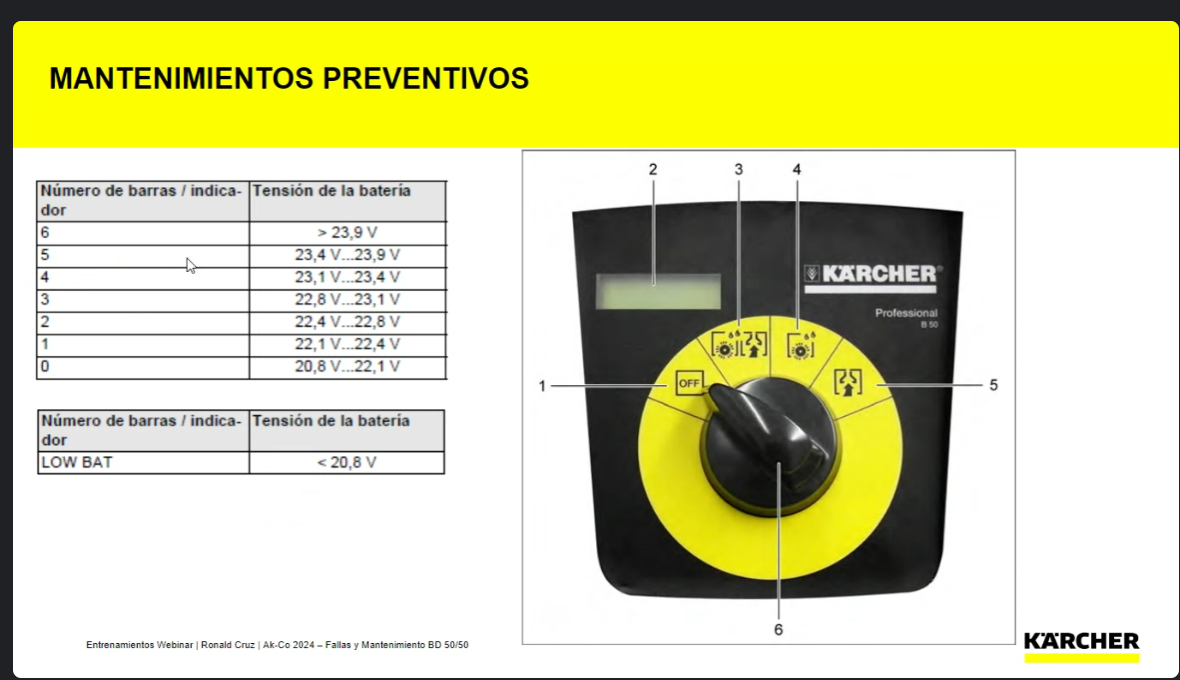 MANTENIMIENTOS PREVENTIVOS
Número de barras / indica-
dor
Tensión de la batería
6
> 23,9 V
5
23,4 V...23,9 V
4
23,1 V...23,4 V
3
22,8 V...23,1 V
2
22,4 V...22,8 V
1
22,1 V...22,4 V
0
20,8 V...22,1 V
Número de barras / indica-
dor
Tensión de la batería
LOW BAT
< 20,8 V
2
3
4
KÄRCHER®
Professional
B 50
1
OFF
5
6
Entrenamientos Webinar | Ronald Cruz | Ak-Co 2024 – Fallas y Mantenimiento BD 50/50
KÄRCHER